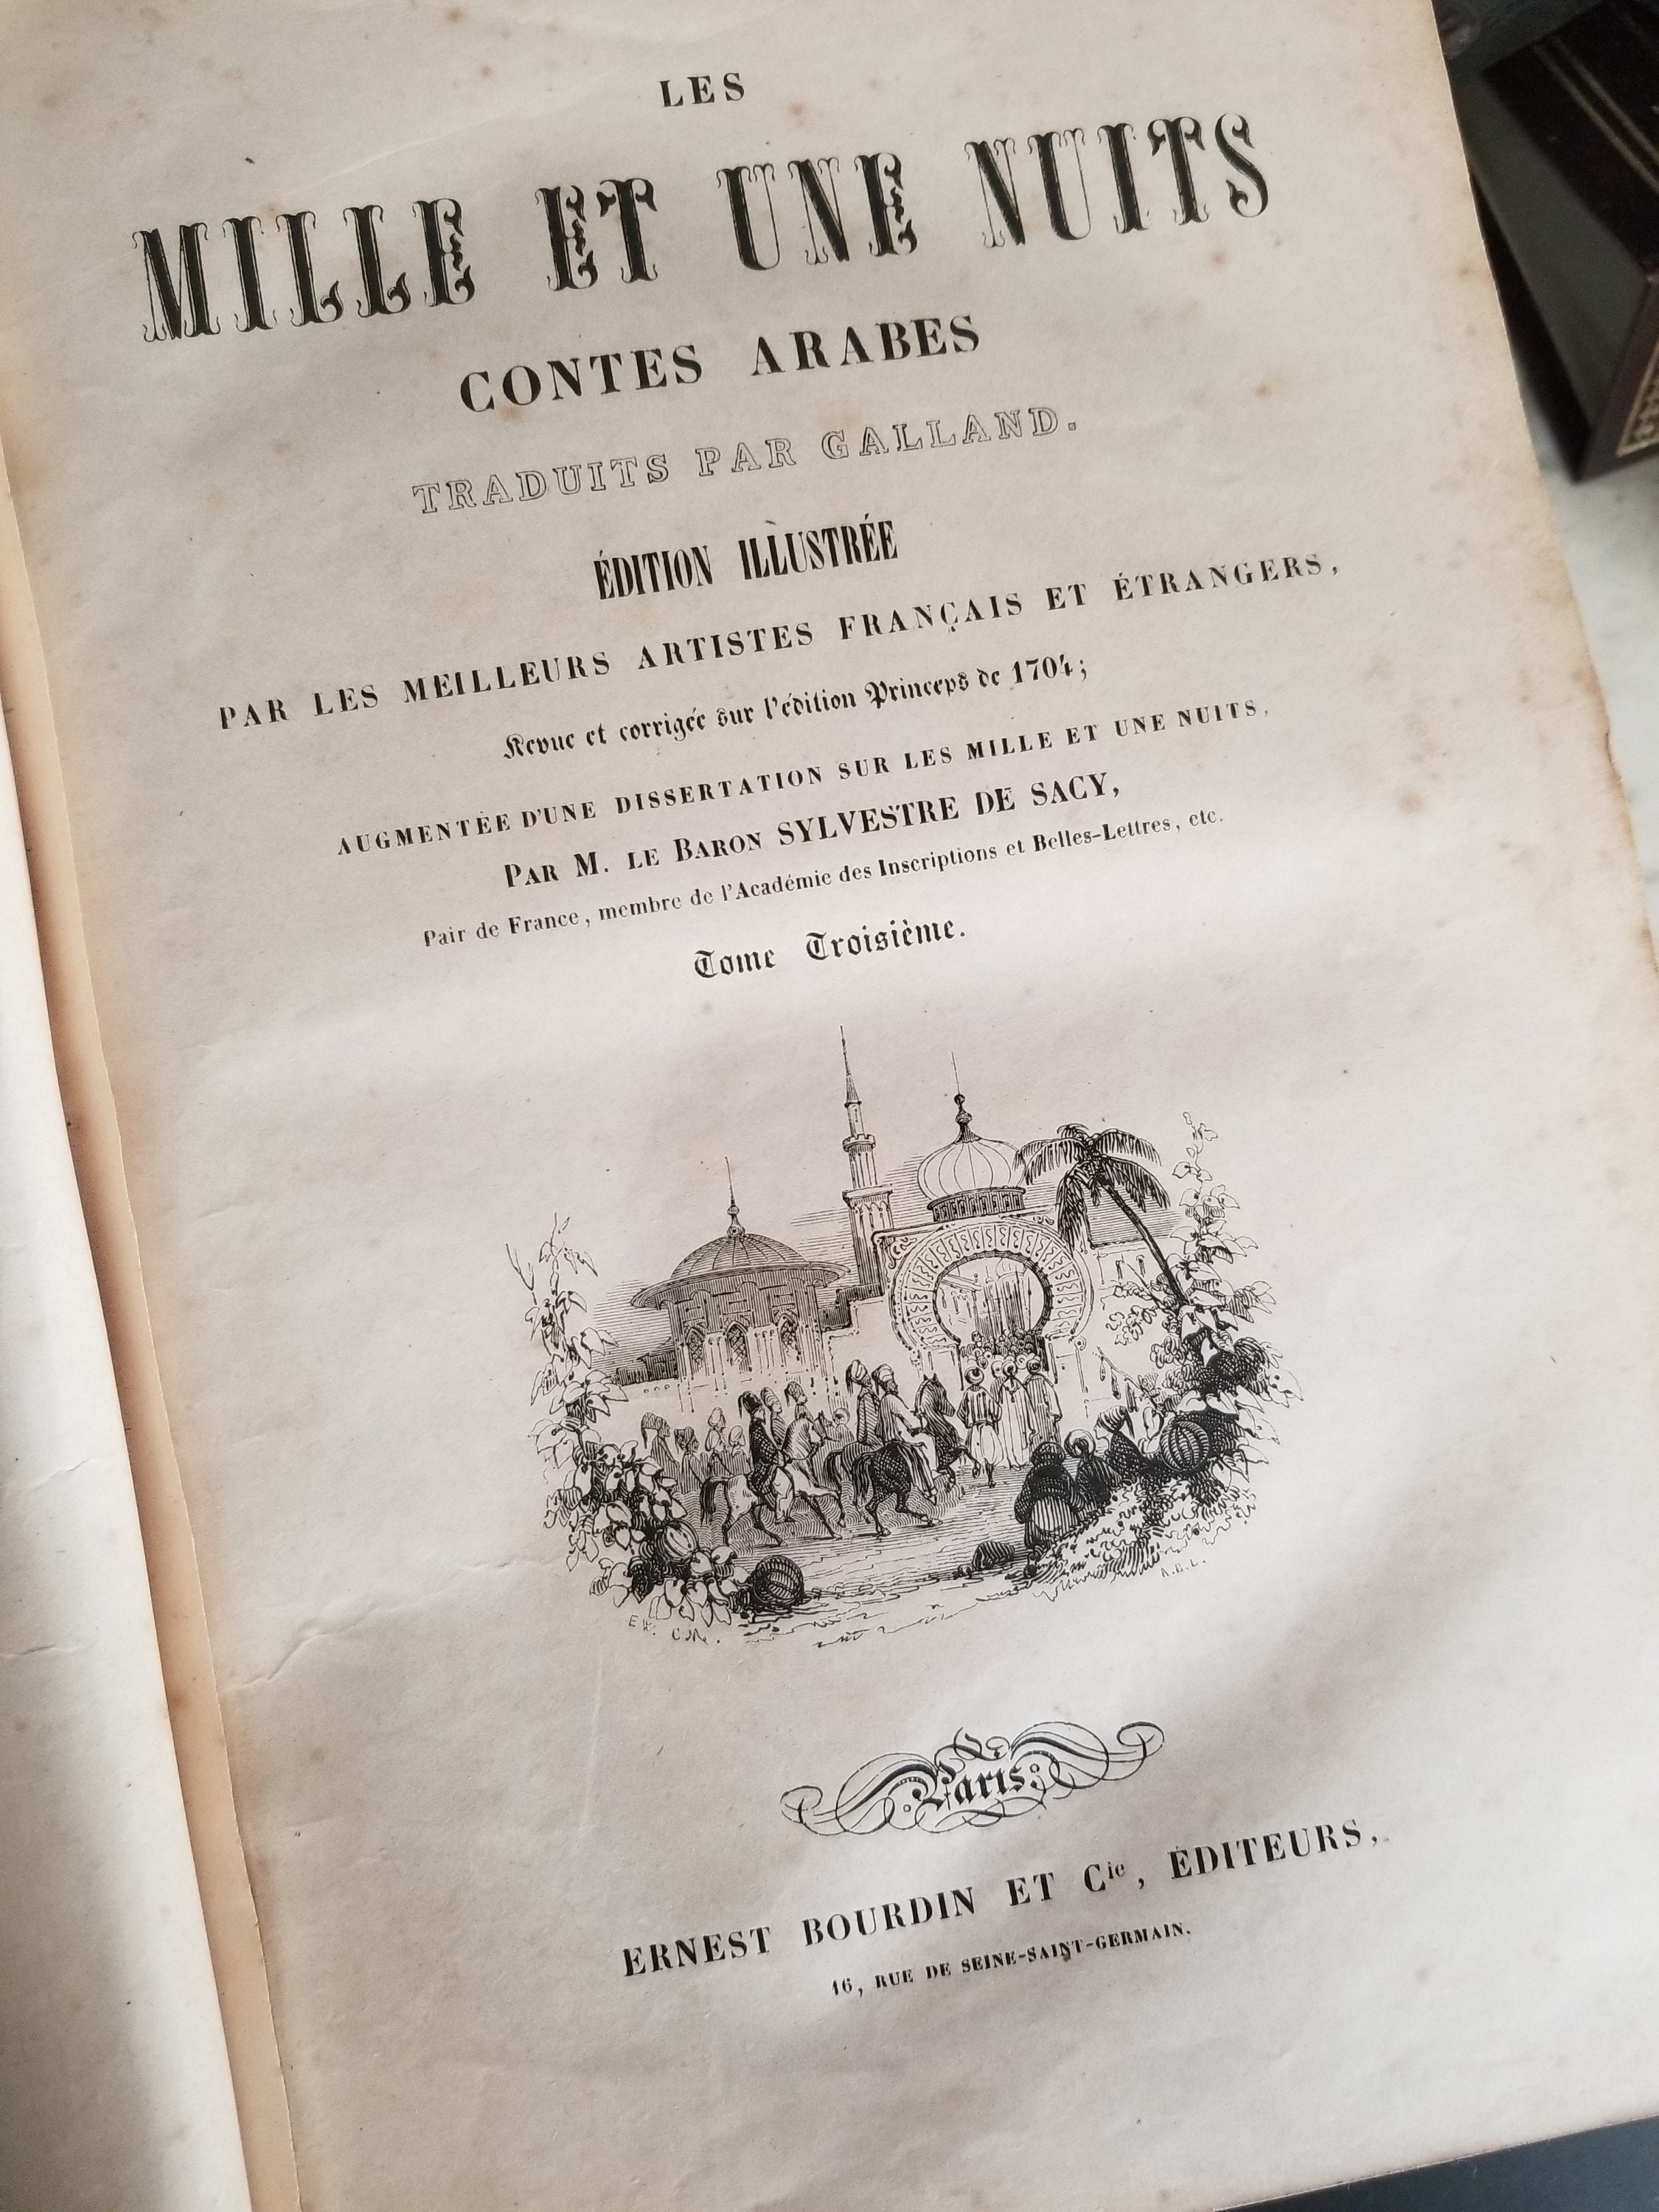 LES
MILLE ET UNE NUITS
CONTES ARABES
TRADUITS PAR GALLAND.
ÉDITION ILLUSTRÉE
PAR LES MEILLEURS ARTISTES FRANÇAIS ET ÉTRANGERS,
Revue et corrigée sur l'édition Princeps de 1704;
AUGMENTÉE D'UNE DISSERTATION SUR LES MILLE ET UNE NUITS,
PAR M. LE BARON SYLVESTRE DE SACY,
Pair de France, membre de l'Académie des Inscriptions et Belles-Lettres, etc.
Tome Troisième.
A.B.L.
Paris:
ERNEST BOURDIN ET Cie, ÉDITEURS,
16, RUE DE SEINE-SAINT-GERMAIN.